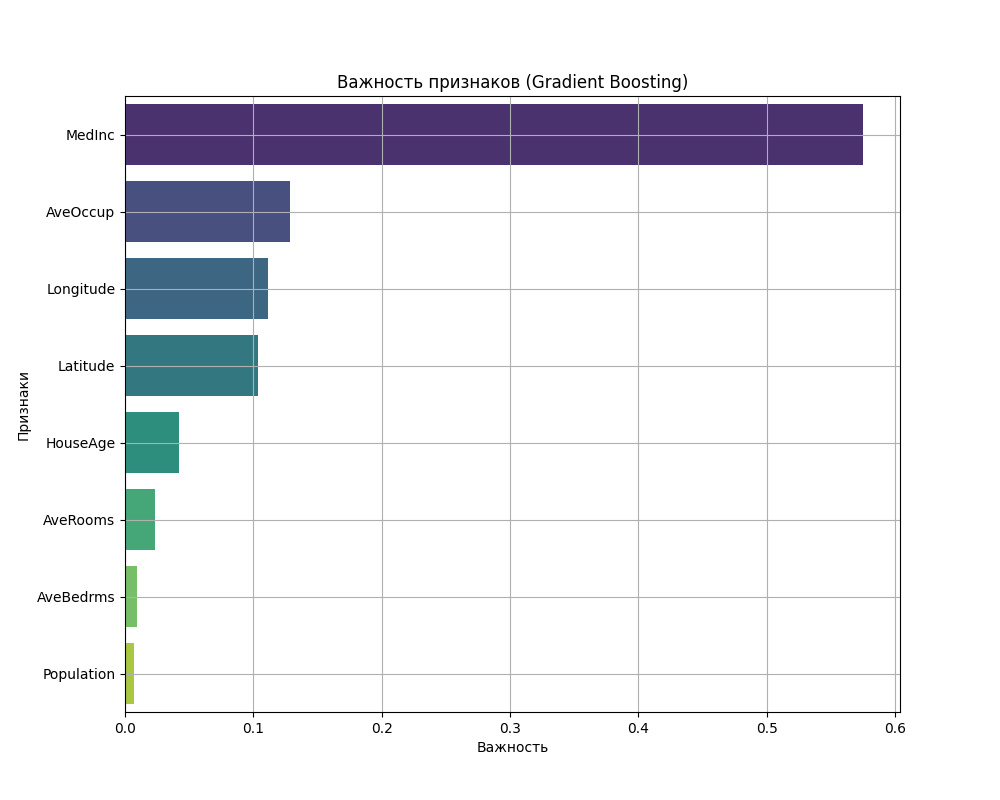 Важность признаков (Gradient Boosting)
Признаки
MedInc
AveOccup
Longitude
Latitude
HouseAge
AveRooms
AveBedrms
Population
0.0 0.1 0.2 0.3 0.4 0.5 0.6
Важность